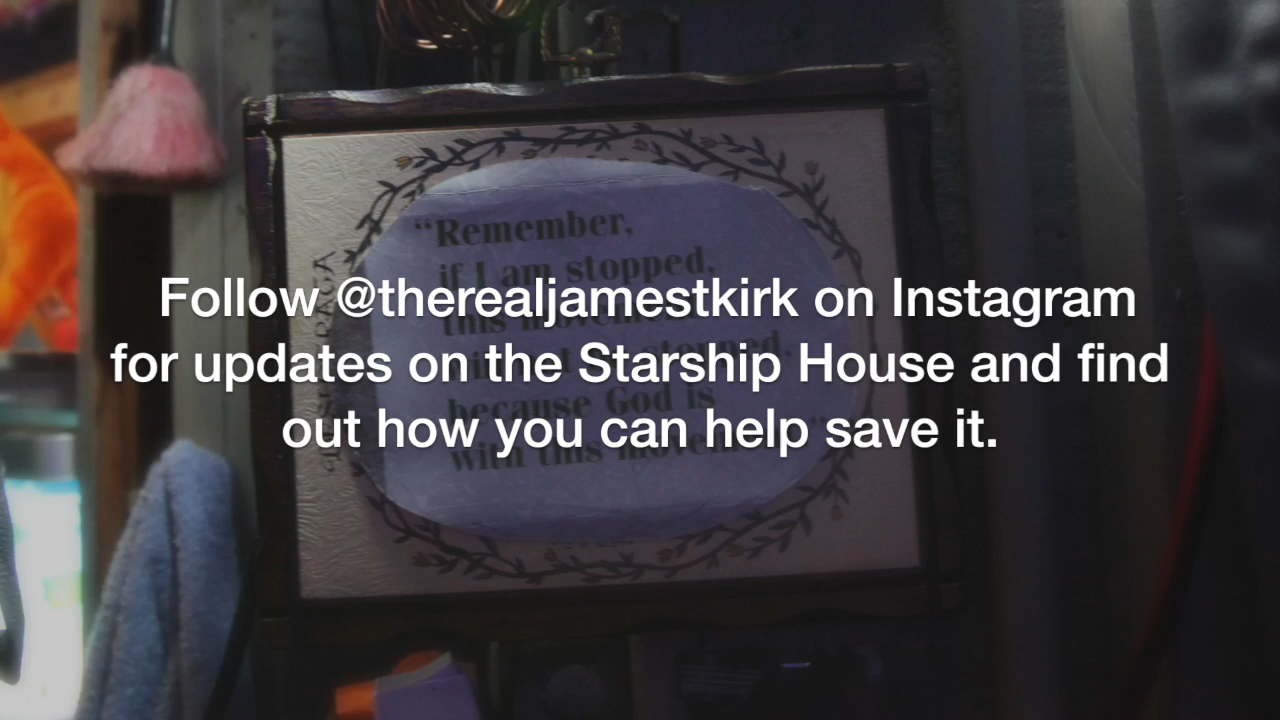 “Remember,
if I am stopped,
Follow @therealjamestkirk on Instagram
for updates on the Starship House and find
out how you can help save it.
because God is
with this